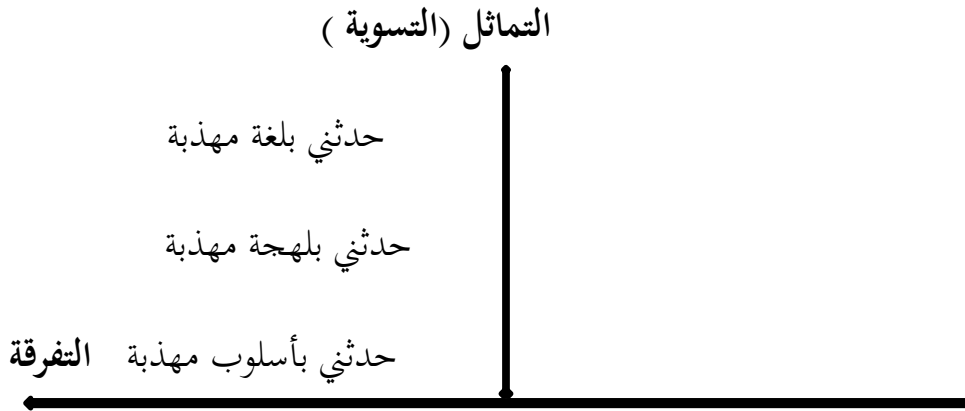 التماثل (التسوية )
حدثني بلغة مهذبة
حدثني بلهجة مهذبة
حدثني بأسلوب مهذبة
التفرقة